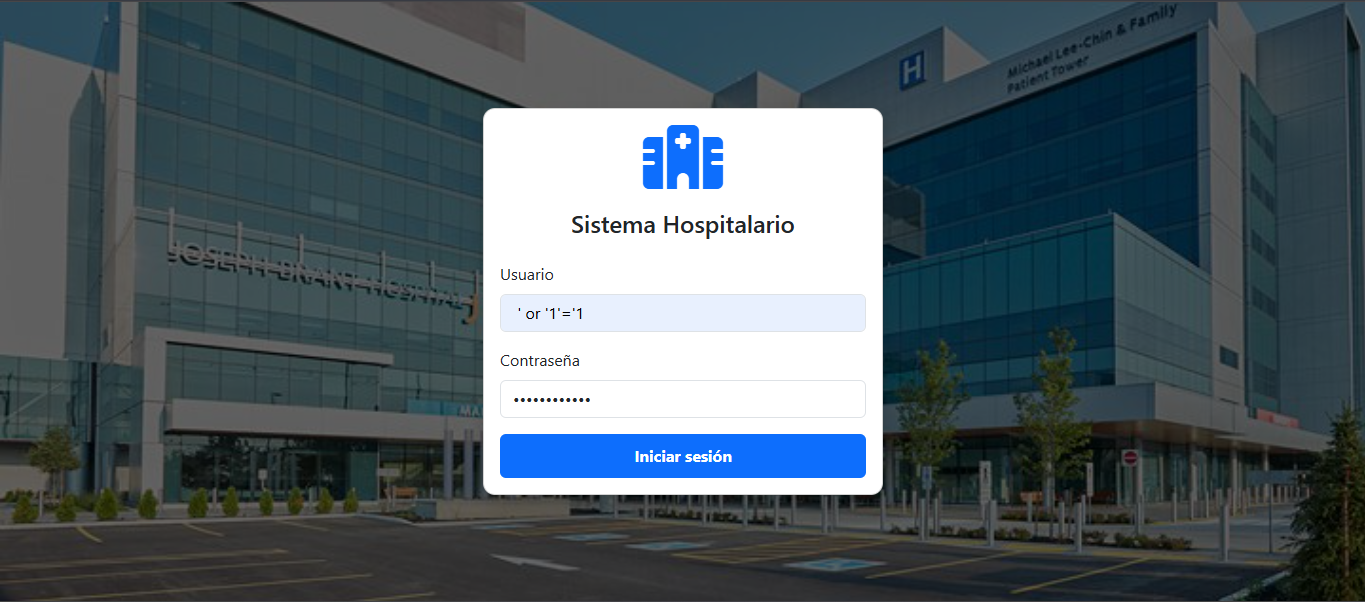 Michael Lee-Chin & Family
Patient Tower
H
JOSEPH BRANT HOSPITAL
Sistema Hospitalario
Usuario
' or '1'='1
Contraseña
••••••••••••
Iniciar sesión